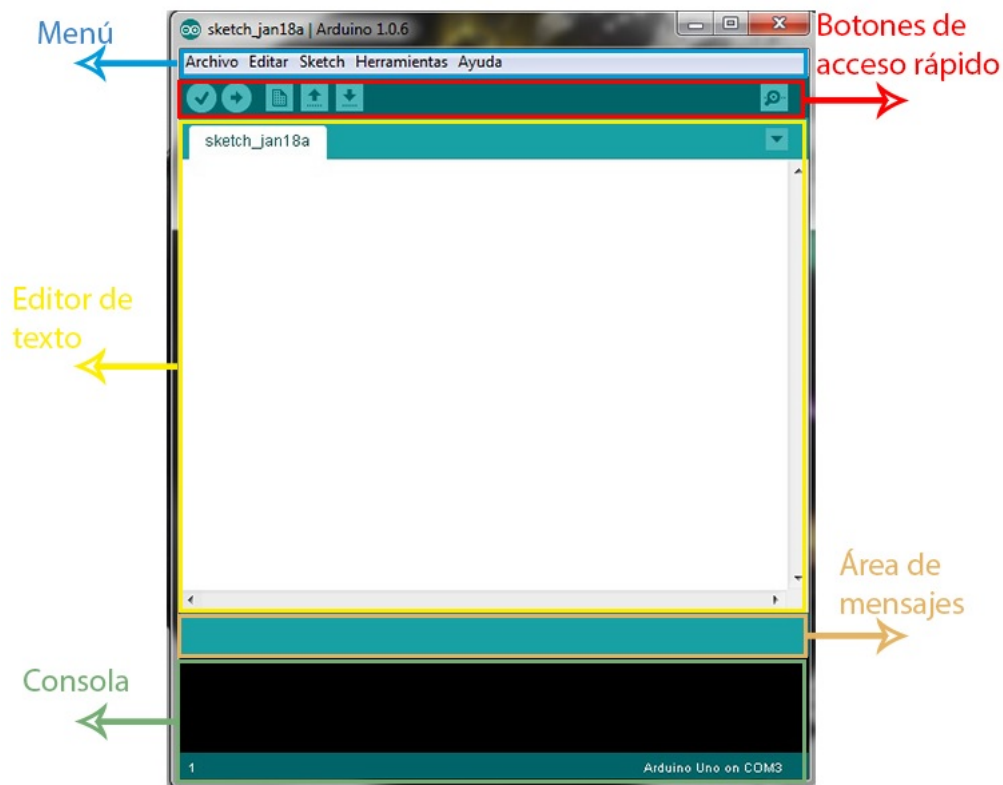 Menú
sketch_jan18a | Arduino 1.0.6
Botones de
acceso rápido
Archivo Editar Sketch Herramientas Ayuda
sketch_jan18a
Editor de
texto
Área de
mensajes
Consola
1
Arduino Uno on COM3